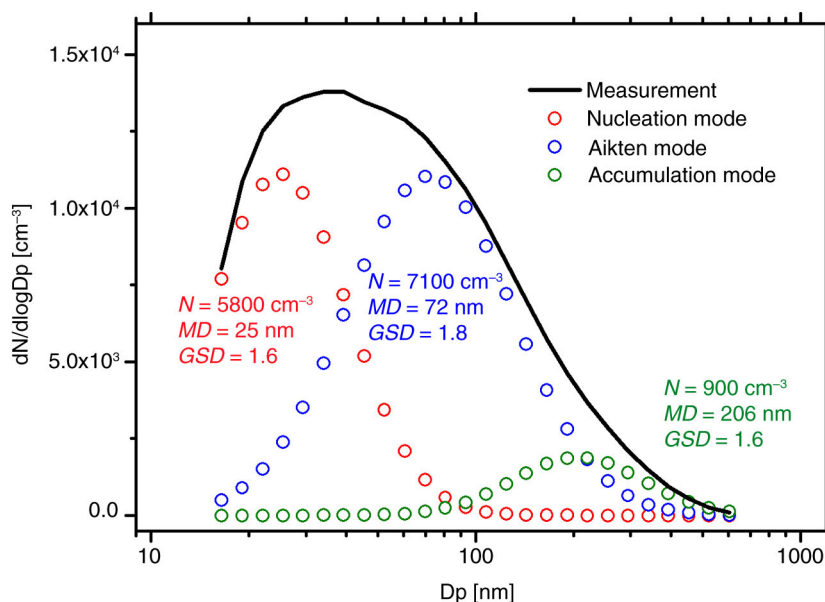 1.5x10⁴
1.0x10⁴
5.0x10³
0.0
dN/dlogDp [cm⁻³]
Measurement
Nucleation mode
Aikten mode
Accumulation mode
N = 5800 cm⁻³
MD = 25 nm
GSD = 1.6
N = 7100 cm⁻³
MD = 72 nm
GSD = 1.8
N = 900 cm⁻³
MD = 206 nm
GSD = 1.6
10
100
1000
Dp [nm]